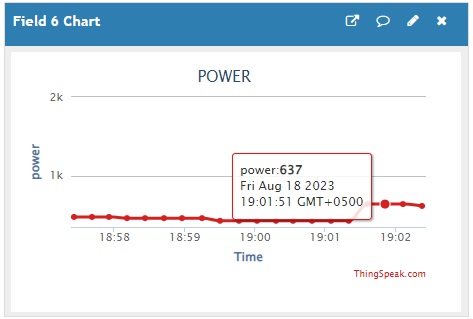 Field 6 Chart
POWER
2k
power:637
Fri Aug 18 2023
19:01:51 GMT+0500
1k
power
18:58 18:59 19:00 19:01 19:02
Time
ThingSpeak.com